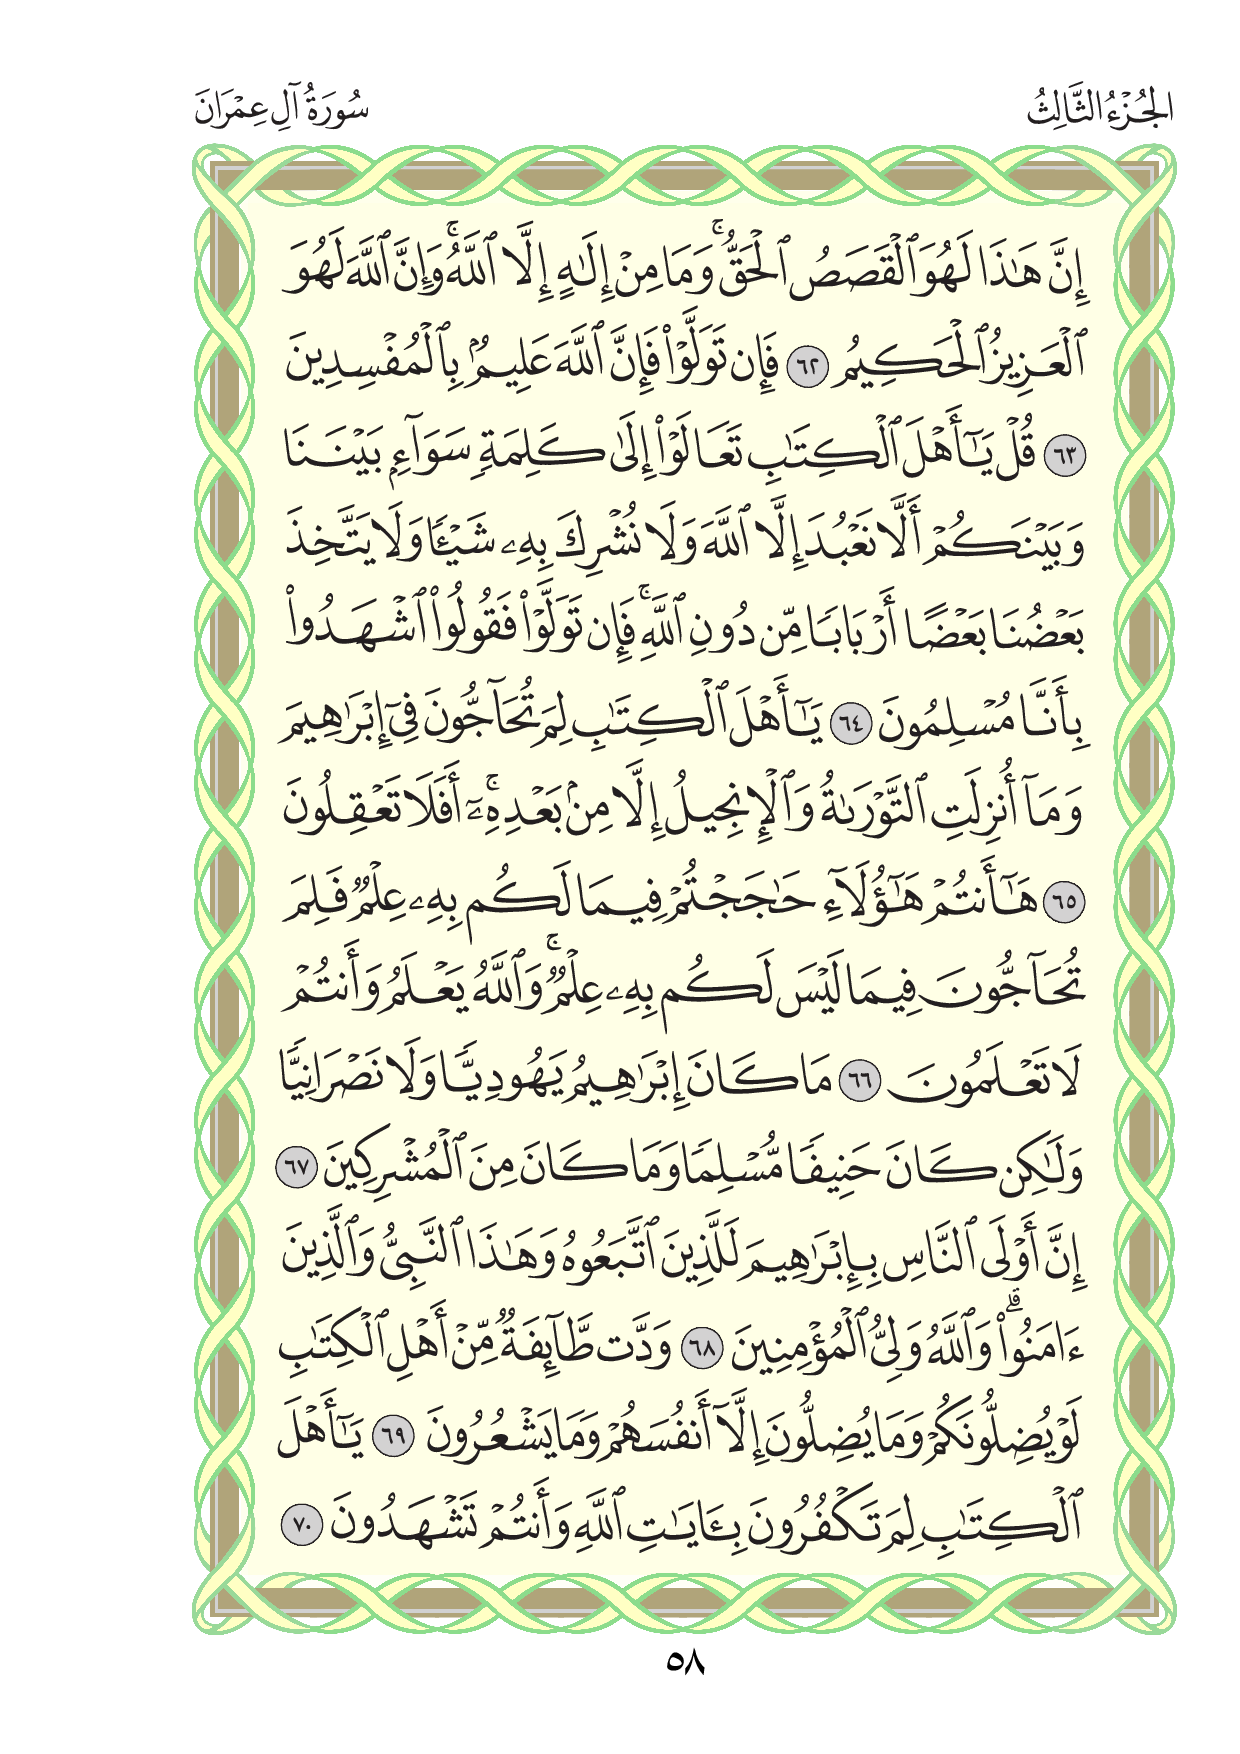 الجُزْءُ الثَّالِثُ
سُورَةُ آلِ عِمْرَانَ
إِنَّ هَـٰذَا لَهُوَ ٱلْقَصَصُ ٱلْحَقُّ ۚ وَمَا مِنْ إِلَـٰهٍ إِلَّا ٱللَّهُ ۚ وَإِنَّ ٱللَّهَ لَهُوَ
ٱلْعَزِيزُ ٱلْحَكِيمُ ٦٢ فَإِن تَوَلَّوْا۟ فَإِنَّ ٱللَّهَ عَلِيمٌۢ بِٱلْمُفْسِدِينَ
٦٣ قُلْ يَـٰٓأَهْلَ ٱلْكِتَـٰبِ تَعَالَوْا۟ إِلَىٰ كَلِمَةٍ سَوَآءٍۭ بَيْنَنَا
وَبَيْنَكُمْ أَلَّا نَعْبُدَ إِلَّا ٱللَّهَ وَلَا نُشْرِكَ بِهِۦ شَيْـًٔا وَلَا يَتَّخِذَ
بَعْضُنَا بَعْضًا أَرْبَابًا مِّن دُونِ ٱللَّهِ ۚ فَإِن تَوَلَّوْا۟ فَقُولُوا۟ ٱشْهَدُوا۟
بِأَنَّا مُسْلِمُونَ ٦٤ يَـٰٓأَهْلَ ٱلْكِتَـٰبِ لِمَ تُحَآجُّونَ فِىٓ إِبْرَٰهِيمَ
وَمَآ أُنزِلَتِ ٱلتَّوْرَىٰةُ وَٱلْإِنجِيلُ إِلَّا مِنۢ بَعْدِهِۦٓ ۚ أَفَلَا تَعْقِلُونَ
٦٥ هَـٰٓأَنتُمْ هَـٰٓؤُلَآءِ حَـٰجَجْتُمْ فِيمَا لَكُم بِهِۦ عِلْمٌ فَلِمَ
تُحَآجُّونَ فِيمَا لَيْسَ لَكُم بِهِۦ عِلْمٌ ۚ وَٱللَّهُ يَعْلَمُ وَأَنتُمْ
لَا تَعْلَمُونَ ٦٦ مَا كَانَ إِبْرَٰهِيمُ يَهُودِيًّا وَلَا نَصْرَانِيًّا
وَلَـٰكِن كَانَ حَنِيفًا مُّسْلِمًا وَمَا كَانَ مِنَ ٱلْمُشْرِكِينَ ٦٧
إِنَّ أَوْلَى ٱلنَّاسِ بِإِبْرَٰهِيمَ لَلَّذِينَ ٱتَّبَعُوهُ وَهَـٰذَا ٱلنَّبِىُّ وَٱلَّذِينَ
ءَامَنُوا۟ ۗ وَٱللَّهُ وَلِىُّ ٱلْمُؤْمِنِينَ ٦٨ وَدَّت طَّآئِفَةٌ مِّنْ أَهْلِ ٱلْكِتَـٰبِ
لَوْ يُضِلُّونَكُمْ وَمَا يُضِلُّونَ إِلَّآ أَنفُسَهُمْ وَمَا يَشْعُرُونَ ٦٩ يَـٰٓأَهْلَ
ٱلْكِتَـٰبِ لِمَ تَكْفُرُونَ بِـَٔايَـٰتِ ٱللَّهِ وَأَنتُمْ تَشْهَدُونَ ٧٠
٥٨